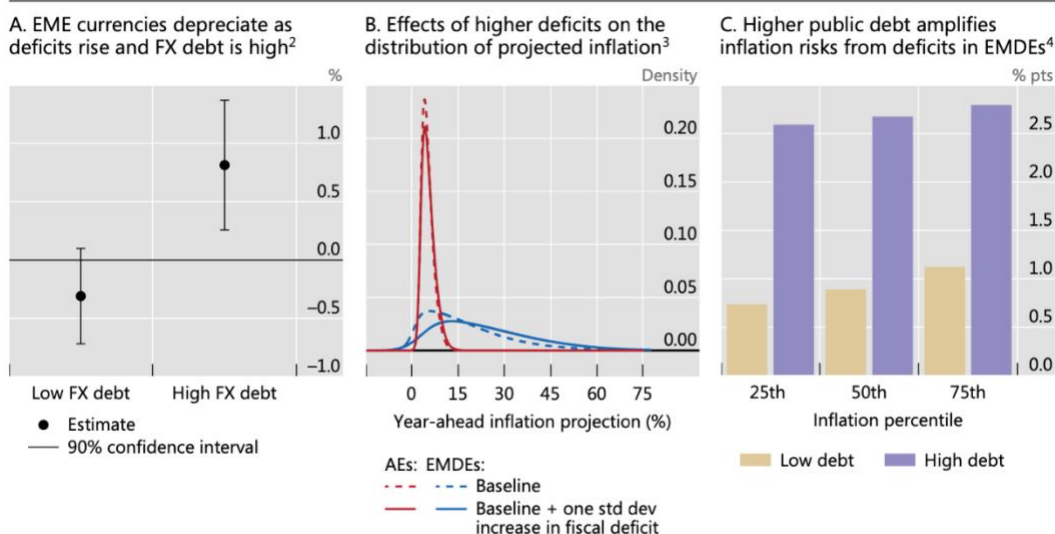 A. EME currencies depreciate as
deficits rise and FX debt is high²
%
1.0
0.5
0.0
–0.5
–1.0
Low FX debt High FX debt
Estimate
90% confidence interval
B. Effects of higher deficits on the
distribution of projected inflation³
Density
0.20
0.15
0.10
0.05
0.00
0 15 30 45 60 75
Year-ahead inflation projection (%)
AEs: EMDEs:
Baseline
Baseline + one std dev
increase in fiscal deficit
C. Higher public debt amplifies
inflation risks from deficits in EMDEs⁴
% pts
2.5
2.0
1.5
1.0
0.5
0.0
25th 50th 75th
Inflation percentile
Low debt High debt